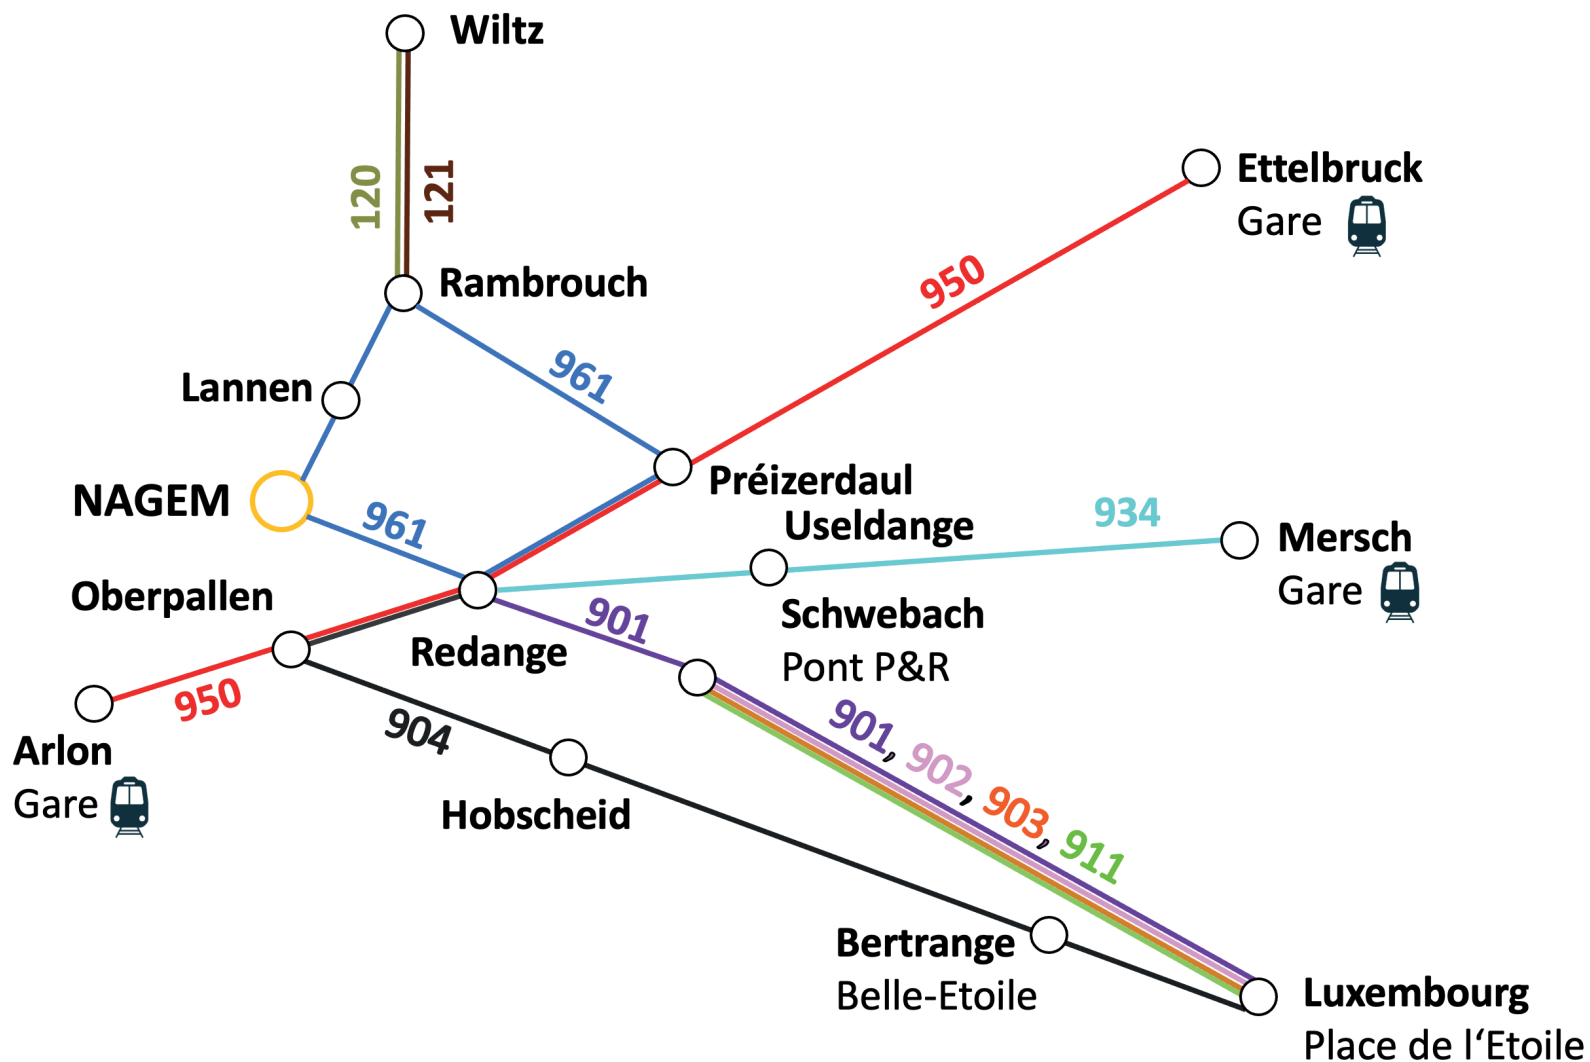 Wiltz
120
121
Ettelbruck
Gare
Rambrouch
950
961
Lannen
NAGEM
961
Préizerdaul
Useldange
934
Mersch
Gare
Oberpallen
Redange
901
Schwebach
Pont P&R
950
904
Arlon
Gare
901, 902, 903, 911
Hobscheid
Bertrange
Belle-Etoile
Luxembourg
Place de l‘Etoile